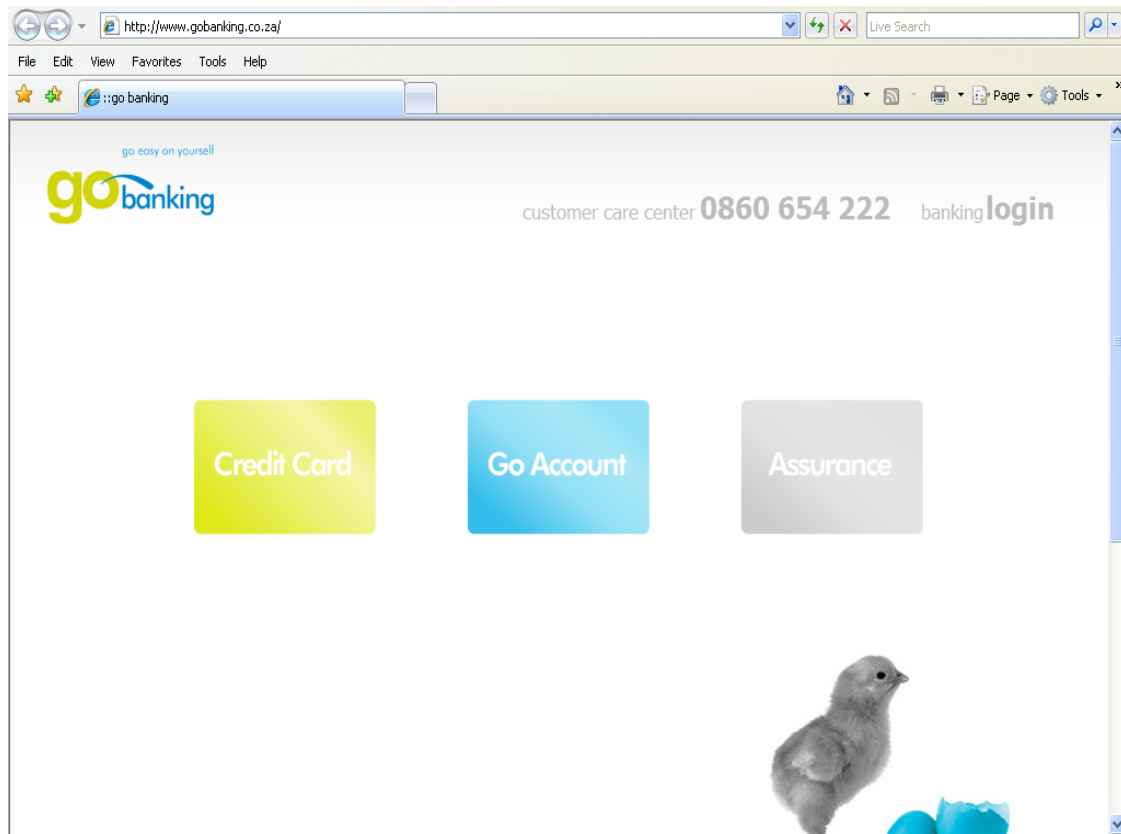 http://www.gobanking.co.za/
Live Search
File Edit View Favorites Tools Help
::go banking
Page Tools »
go easy on yourself
go banking
customer care center 0860 654 222 banking login
Credit Card
Go Account
Assurance